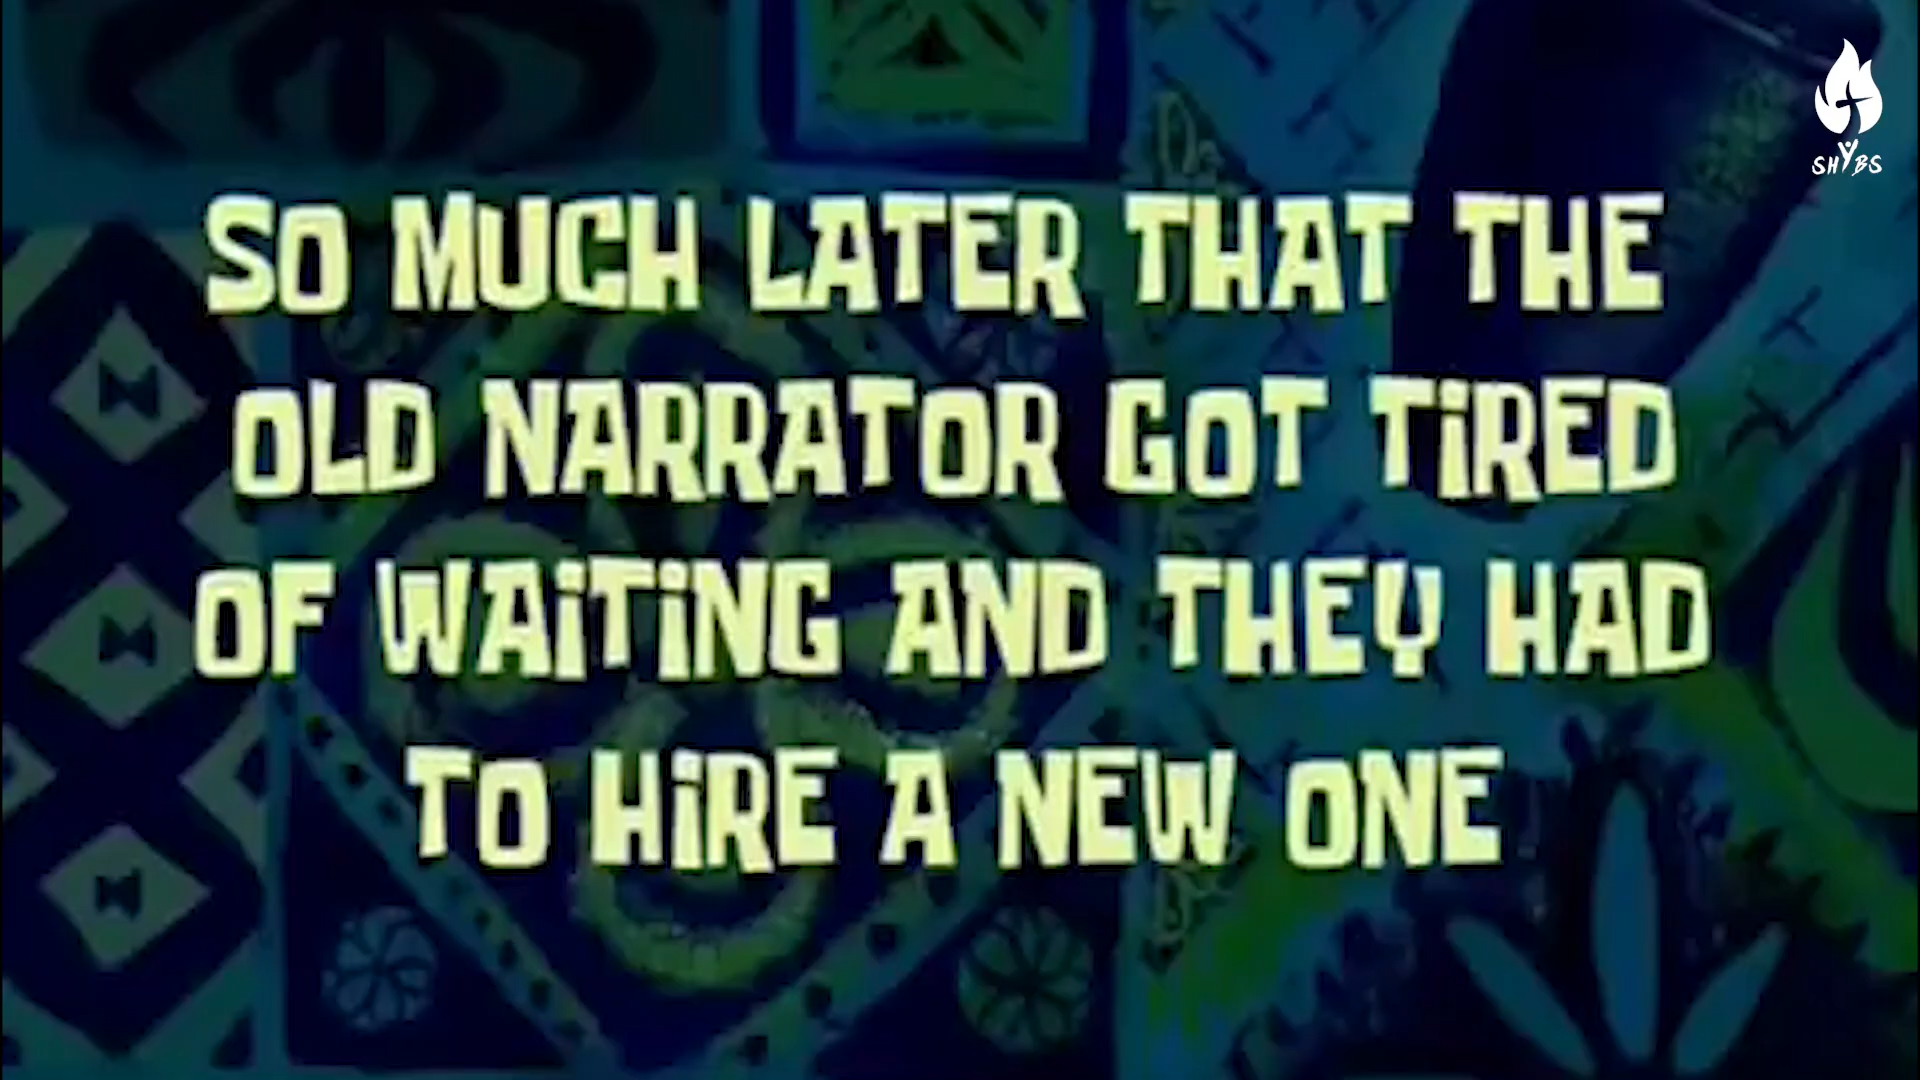 SHYBS
SO MUCH LATER THAT THE
OLD NARRATOR GOT TIRED
OF WAITING AND THEY HAD
TO HIRE A NEW ONE